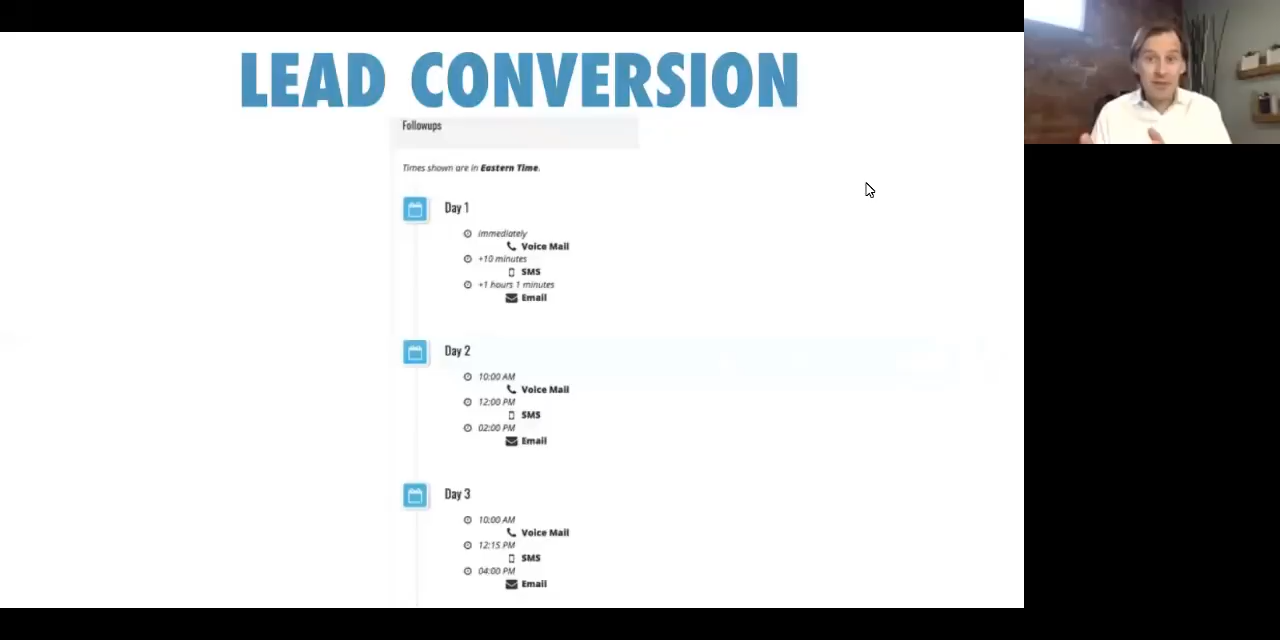 LEAD CONVERSION
Followups
Times shown are in Eastern Time.
Day 1
immediately
Voice Mail
+10 minutes
SMS
+1 hours 1 minutes
Email
Day 2
10:00 AM
Voice Mail
12:00 PM
SMS
02:00 PM
Email
Day 3
10:00 AM
Voice Mail
12:15 PM
SMS
04:00 PM
Email